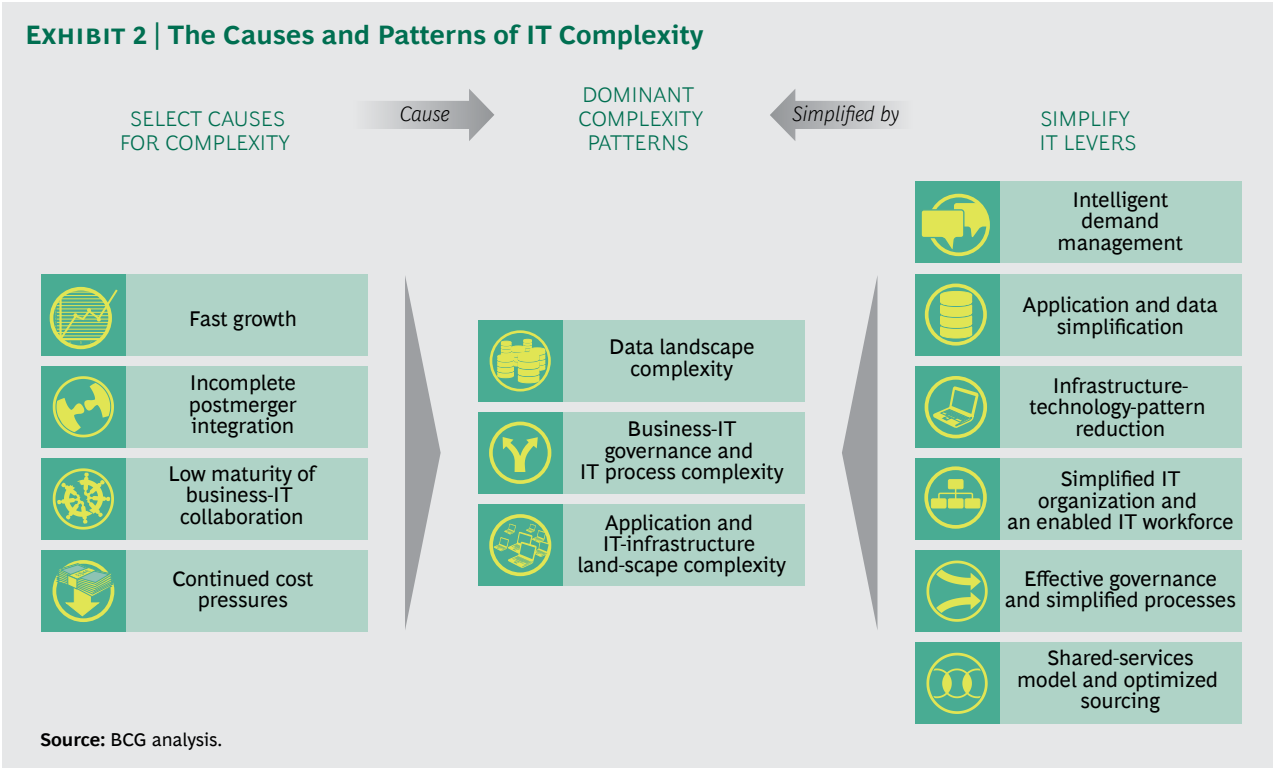 EXHIBIT 2 | The Causes and Patterns of IT Complexity
SELECT CAUSES
FOR COMPLEXITY
Cause
DOMINANT
COMPLEXITY
PATTERNS
Simplified by
SIMPLIFY
IT LEVERS
Fast growth
Incomplete
postmerger
integration
Low maturity of
business-IT
collaboration
Continued cost
pressures
Data landscape
complexity
Business-IT
governance and
IT process complexity
Application and
IT-infrastructure
land-scape complexity
Intelligent
demand
management
Application and data
simplification
Infrastructure-
technology-pattern
reduction
Simplified IT
organization and
an enabled IT workforce
Effective governance
and simplified processes
Shared-services
model and optimized
sourcing
Source: BCG analysis.